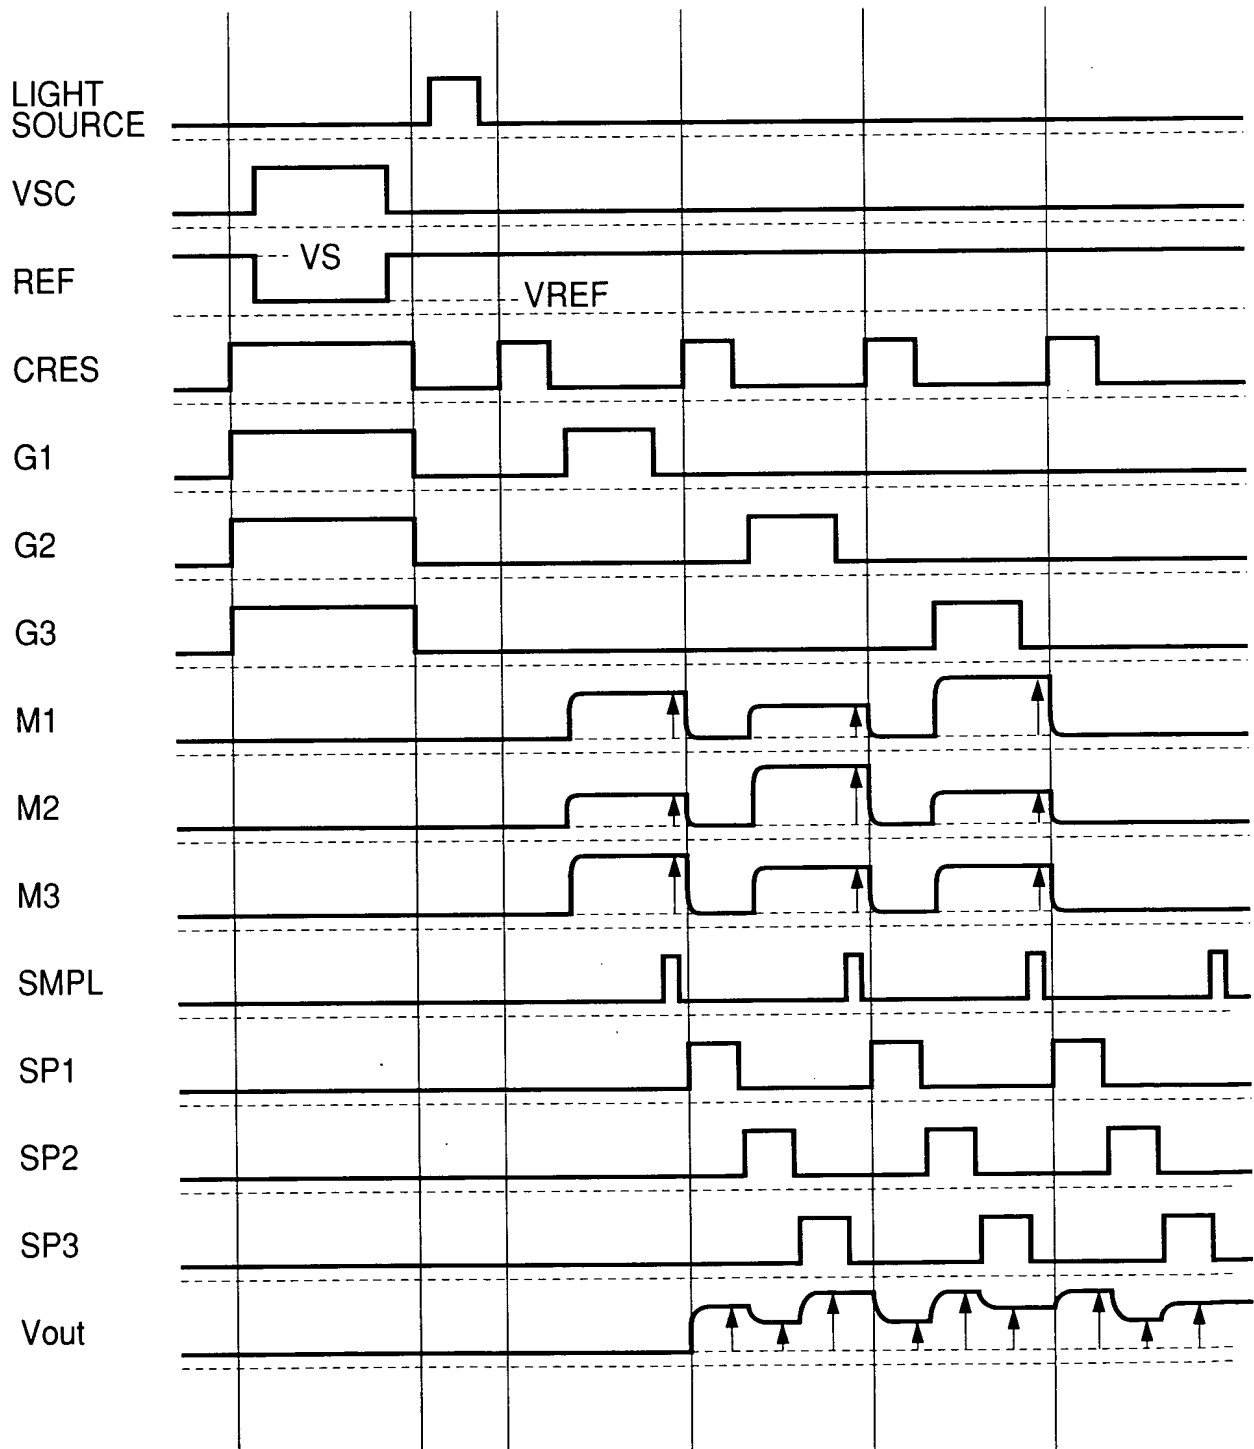 LIGHT
SOURCE
VSC
VS
REF
VREF
CRES
G1
G2
G3
M1
M2
M3
SMPL
SP1
SP2
SP3
Vout